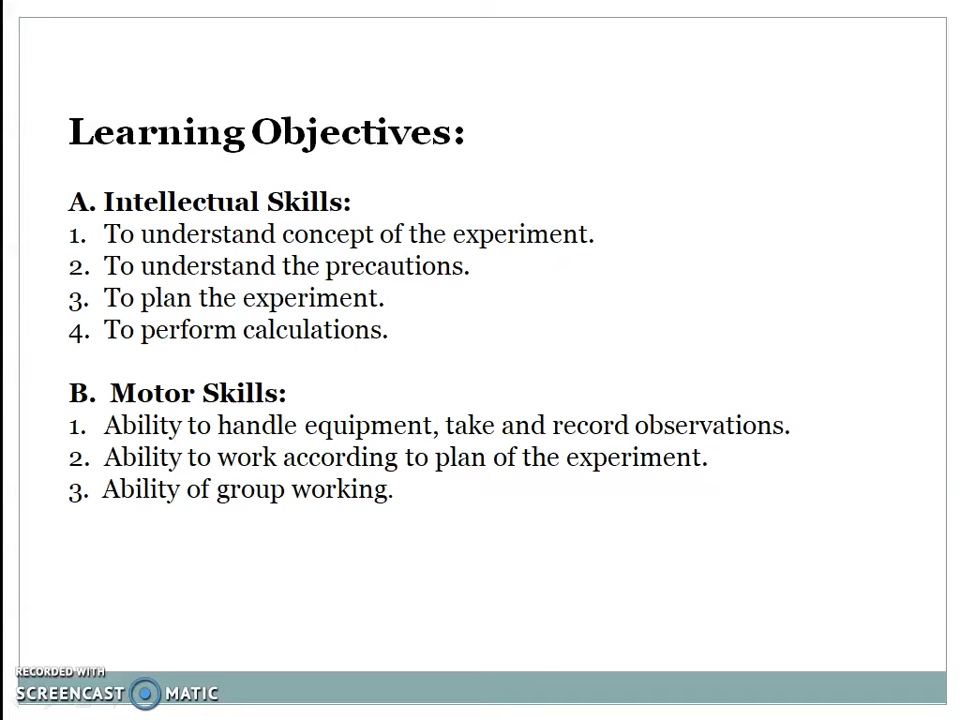 Learning Objectives:
A. Intellectual Skills:
1. To understand concept of the experiment.
2. To understand the precautions.
3. To plan the experiment.
4. To perform calculations.
B. Motor Skills:
1. Ability to handle equipment, take and record observations.
2. Ability to work according to plan of the experiment.
3. Ability of group working.
RECORDED WITH
SCREENCAST MATIC